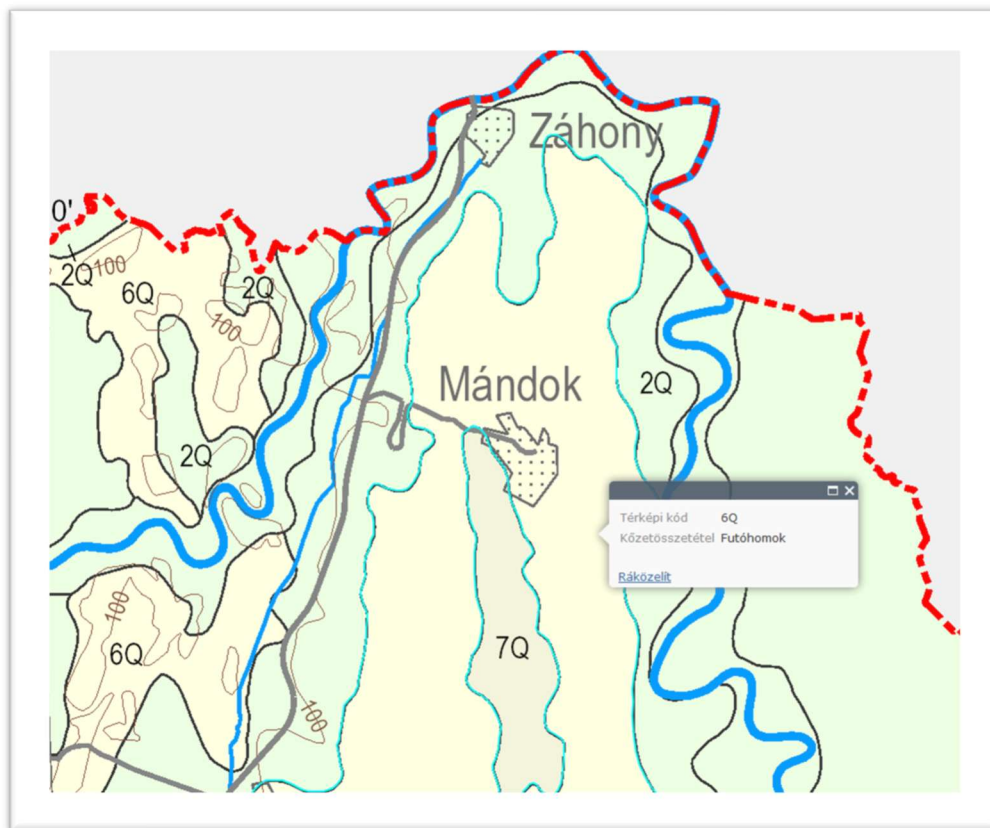 Záhony
0'
2Q
100
6Q
2Q
100
Mándok
2Q
2Q
Térképi kód 6Q
Kőzetösszetétel Futóhomok
Ráközelít
100
6Q
7Q
100